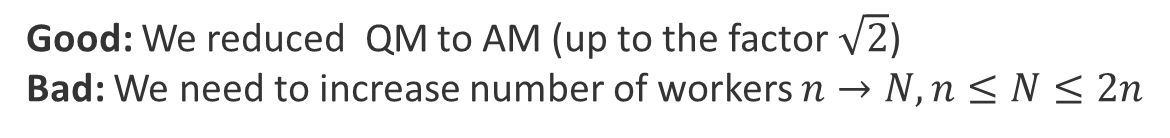 Good: We reduced QM to AM (up to the factor √2)
Bad: We need to increase number of workers n → N, n ≤ N ≤ 2n